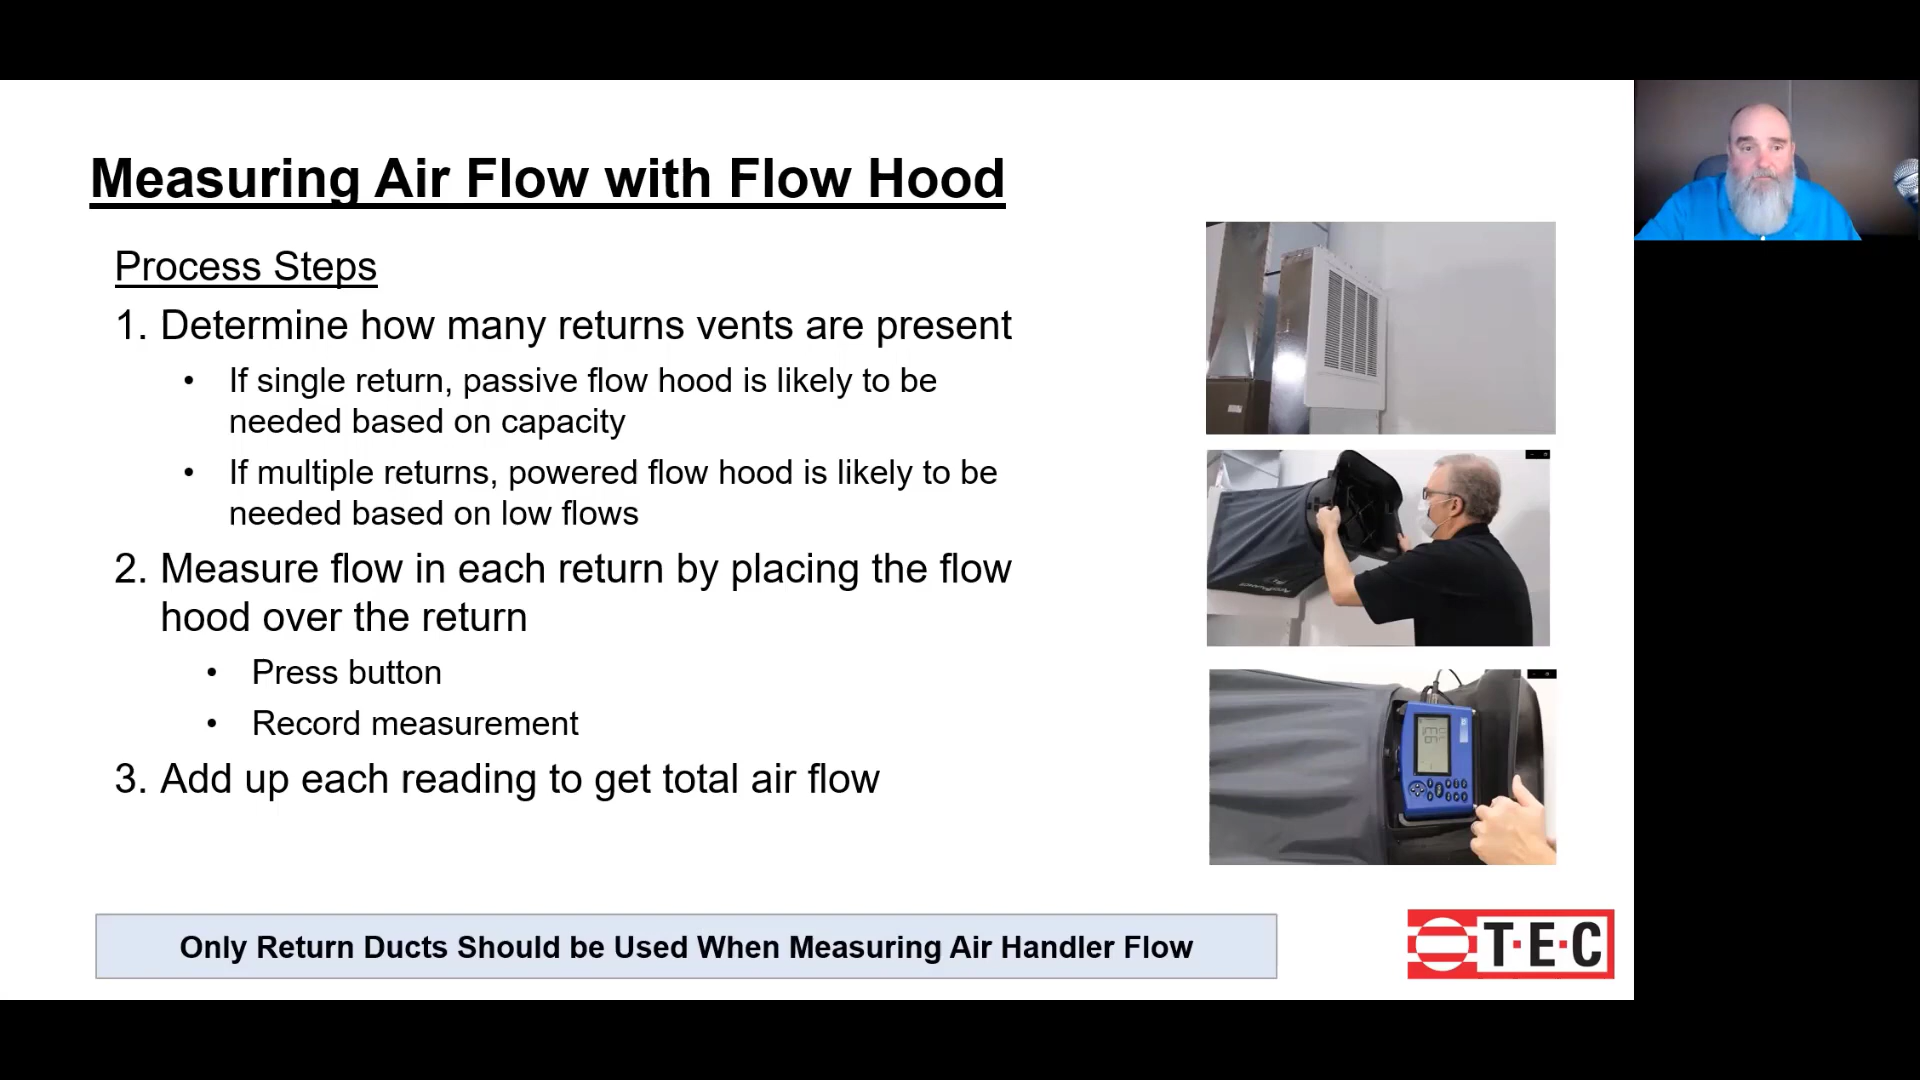 Measuring Air Flow with Flow Hood
Process Steps
1. Determine how many returns vents are present
• If single return, passive flow hood is likely to be
needed based on capacity
• If multiple returns, powered flow hood is likely to be
needed based on low flows
2. Measure flow in each return by placing the flow
hood over the return
• Press button
• Record measurement
3. Add up each reading to get total air flow
Only Return Ducts Should be Used When Measuring Air Handler Flow
T·E·C